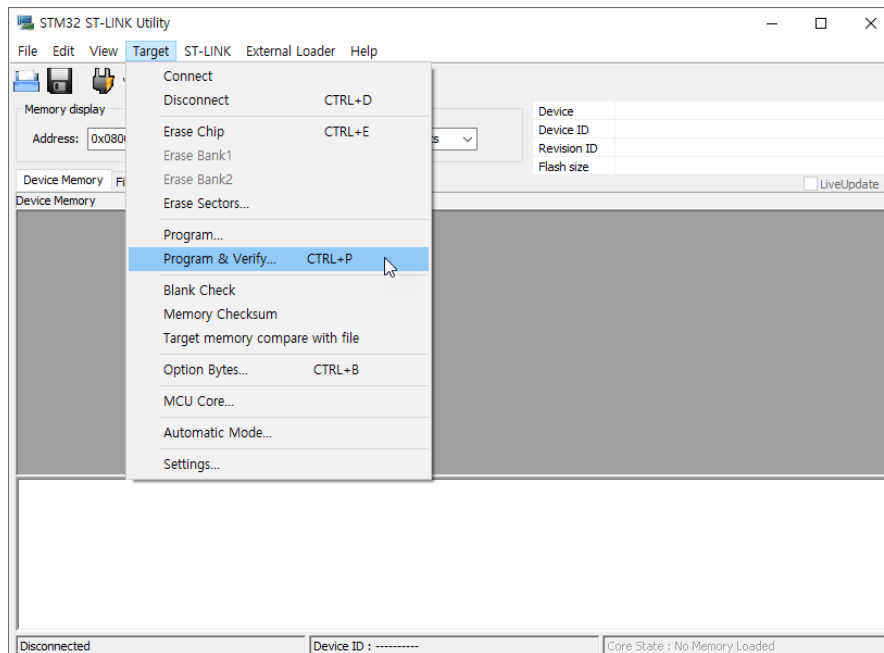 STM32 ST-LINK Utility
File Edit View Target ST-LINK External Loader Help
Connect
Disconnect CTRL+D
Erase Chip CTRL+E
Erase Bank1
Erase Bank2
Erase Sectors...
Program...
Program & Verify... CTRL+P
Blank Check
Memory Checksum
Target memory compare with file
Option Bytes... CTRL+B
MCU Core...
Automatic Mode...
Settings...
Memory display
Address:
Device
Device ID
Revision ID
Flash size
Device Memory
LiveUpdate
Device Memory
Disconnected
Device ID : ----------
Core State : No Memory Loaded